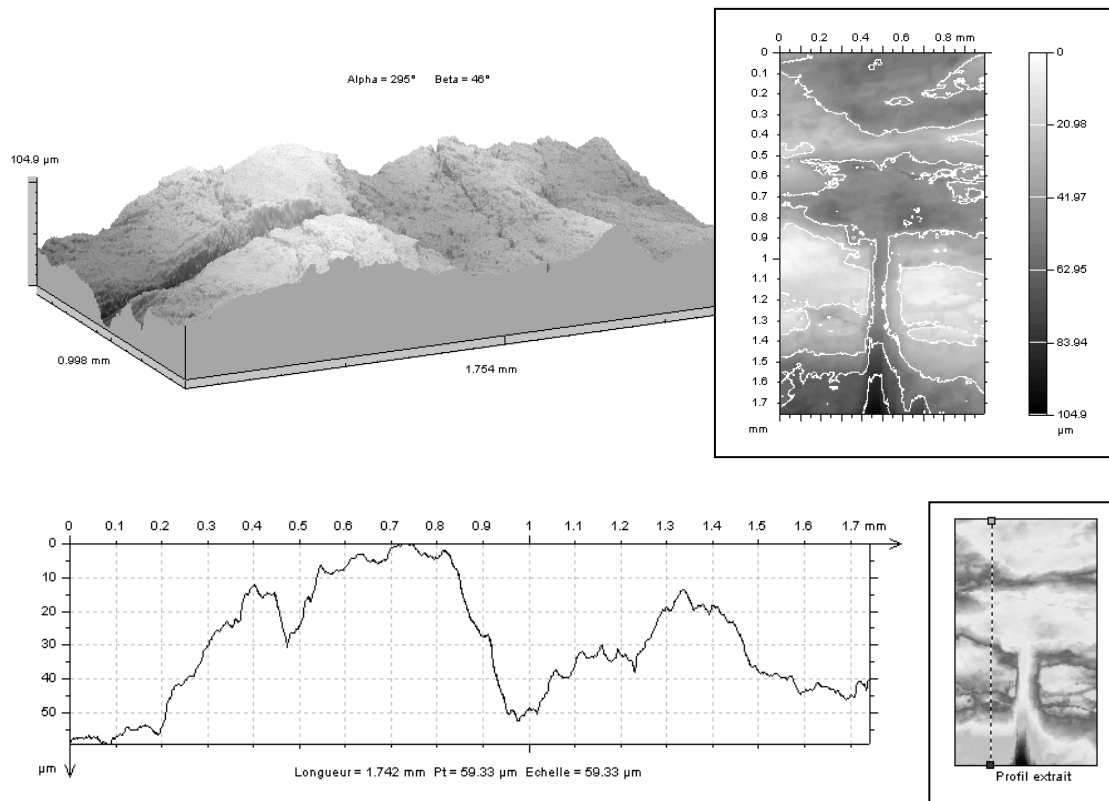 Alpha = 295°    Beta = 46°
104.9 µm
0.998 mm
1.754 mm
0 0.2 0.4 0.6 0.8 mm
0
0.1
0.2
0.3
0.4
0.5
0.6
0.7
0.8
0.9
1
1.1
1.2
1.3
1.4
1.5
1.6
1.7
mm
0
20.98
41.97
62.95
83.94
104.9
µm
0 0.1 0.2 0.3 0.4 0.5 0.6 0.7 0.8 0.9 1 1.1 1.2 1.3 1.4 1.5 1.6 1.7 mm
0
10
20
30
40
50
µm
Longueur = 1.742 mm  Pt = 59.33 µm  Echelle = 59.33 µm
Profil extrait